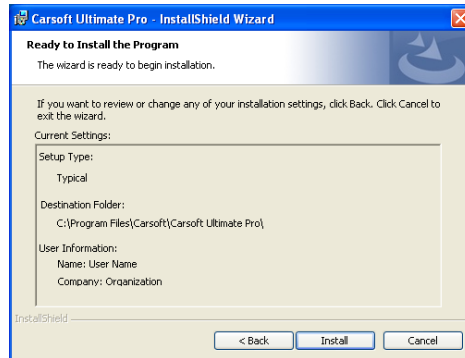 Carsoft Ultimate Pro - InstallShield Wizard
Ready to Install the Program
The wizard is ready to begin installation.
If you want to review or change any of your installation settings, click Back. Click Cancel to
exit the wizard.
Current Settings:
Setup Type:
Typical
Destination Folder:
C:\Program Files\Carsoft\Carsoft Ultimate Pro\
User Information:
Name: User Name
Company: Organization
InstallShield
< Back Install Cancel